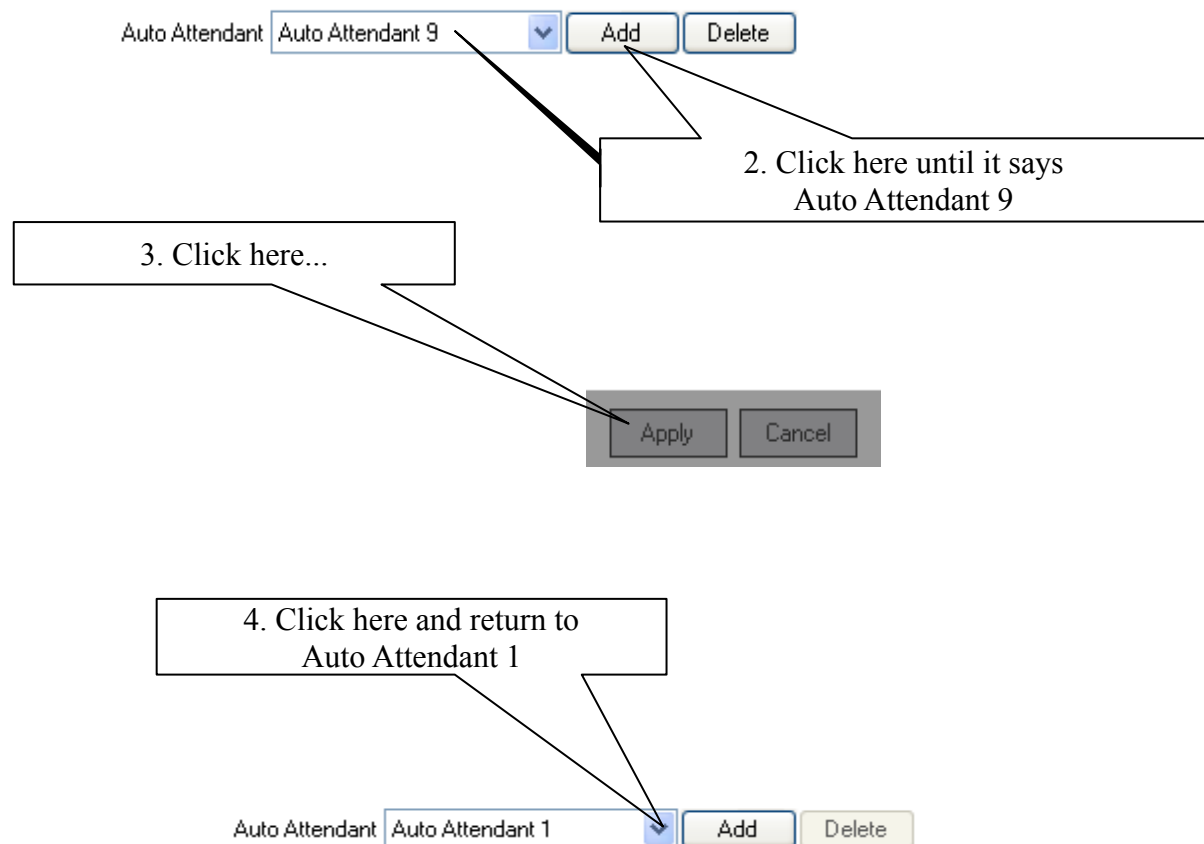 Auto Attendant Auto Attendant 9 Add Delete
2. Click here until it says
Auto Attendant 9
3. Click here...
Apply Cancel
4. Click here and return to
Auto Attendant 1
Auto Attendant Auto Attendant 1 Add Delete